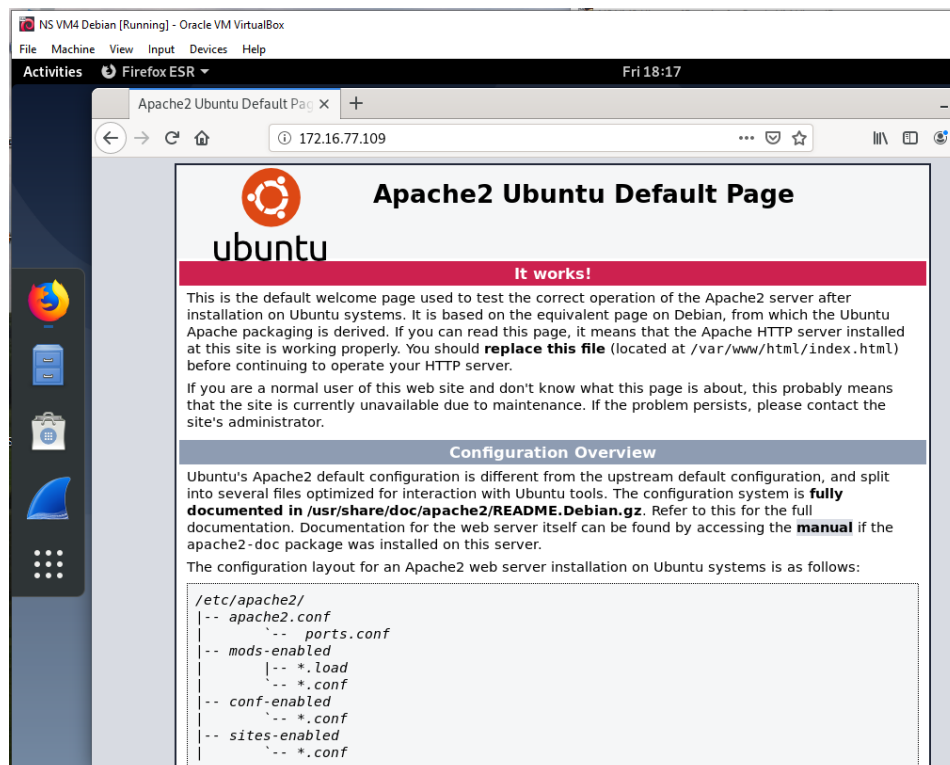 NS VM4 Debian [Running] - Oracle VM VirtualBox
File Machine View Input Devices Help
Activities Firefox ESR Fri 18:17
Apache2 Ubuntu Default Pag
172.16.77.109
Apache2 Ubuntu Default Page
ubuntu
It works!
This is the default welcome page used to test the correct operation of the Apache2 server after
installation on Ubuntu systems. It is based on the equivalent page on Debian, from which the Ubuntu
Apache packaging is derived. If you can read this page, it means that the Apache HTTP server installed
at this site is working properly. You should replace this file (located at /var/www/html/index.html)
before continuing to operate your HTTP server.
If you are a normal user of this web site and don't know what this page is about, this probably means
that the site is currently unavailable due to maintenance. If the problem persists, please contact the
site's administrator.
Configuration Overview
Ubuntu's Apache2 default configuration is different from the upstream default configuration, and split
into several files optimized for interaction with Ubuntu tools. The configuration system is fully
documented in /usr/share/doc/apache2/README.Debian.gz. Refer to this for the full
documentation. Documentation for the web server itself can be found by accessing the manual if the
apache2-doc package was installed on this server.
The configuration layout for an Apache2 web server installation on Ubuntu systems is as follows:
/etc/apache2/
|-- apache2.conf
|       `--  ports.conf
|-- mods-enabled
|       |-- *.load
|       `-- *.conf
|-- conf-enabled
|       `-- *.conf
|-- sites-enabled
|       `-- *.conf